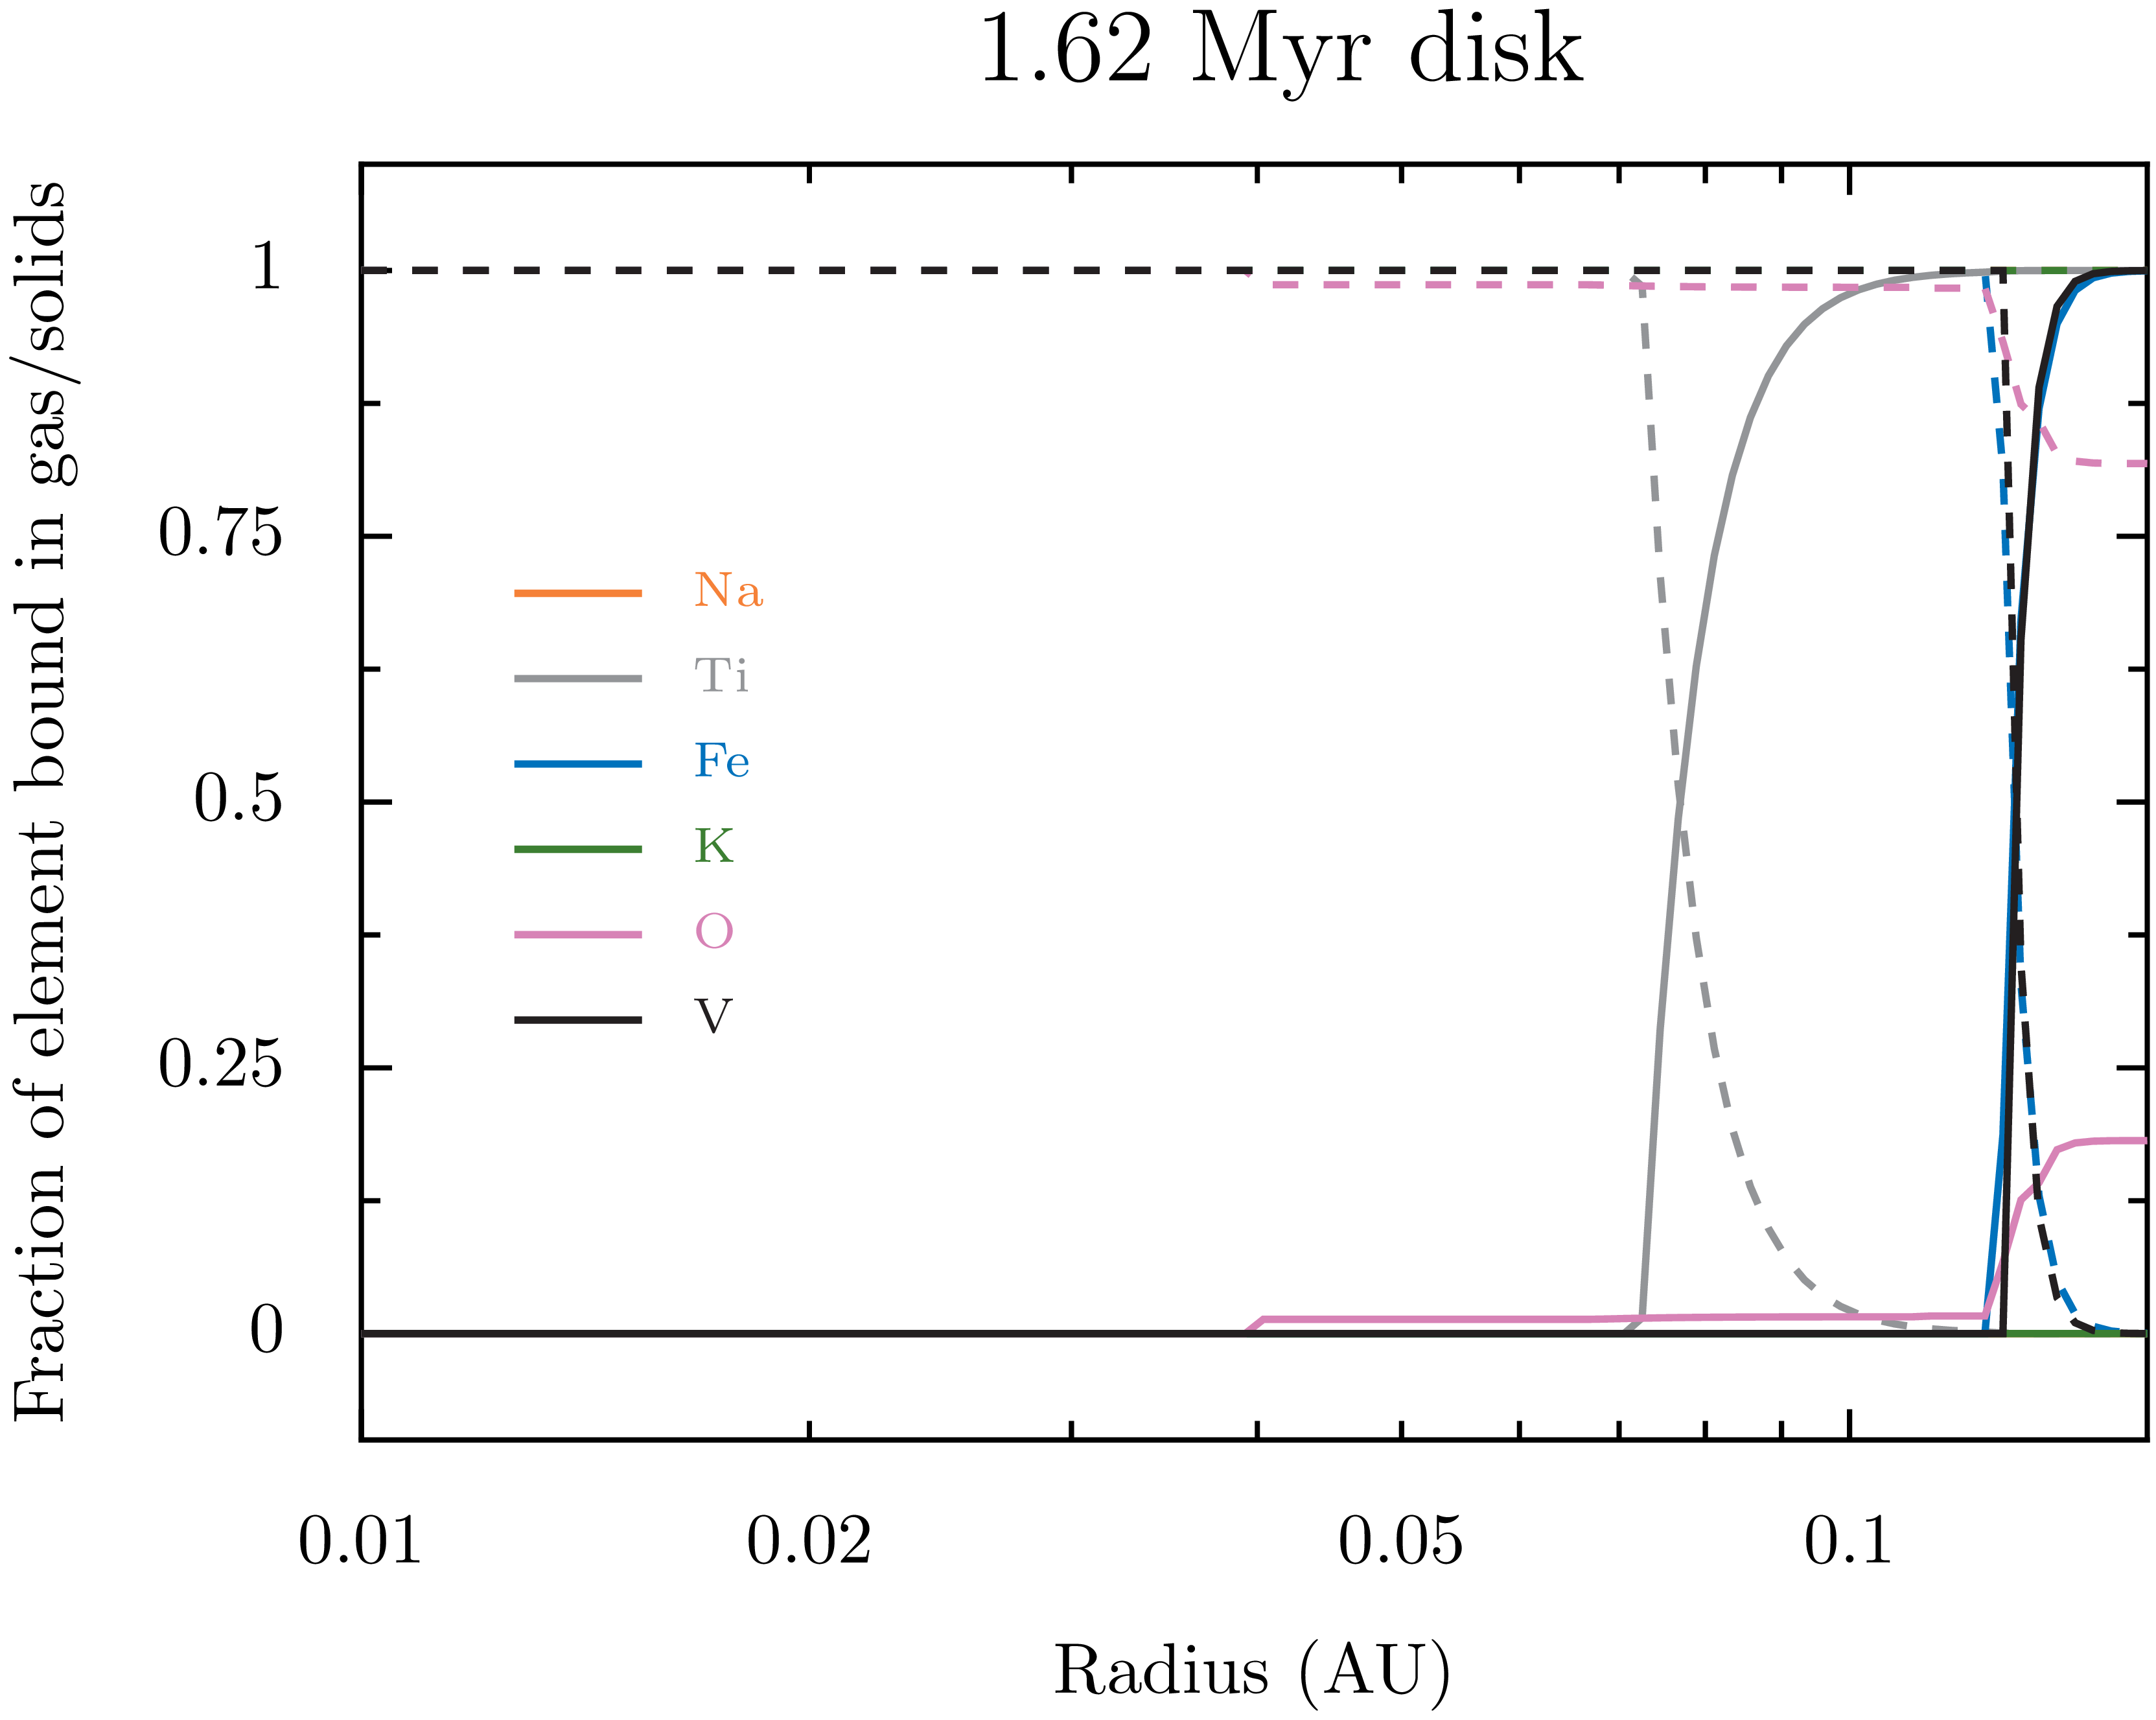 1.62 Myr disk
Fraction of element bound in gas/solids
1
0.75
0.5
0.25
0
Na
Ti
Fe
K
O
V
0.01 0.02 0.05 0.1
Radius (AU)